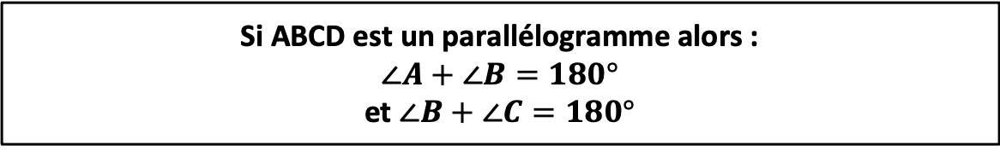 Si ABCD est un parallélogramme alors :
∠A + ∠B = 180°
et ∠B + ∠C = 180°